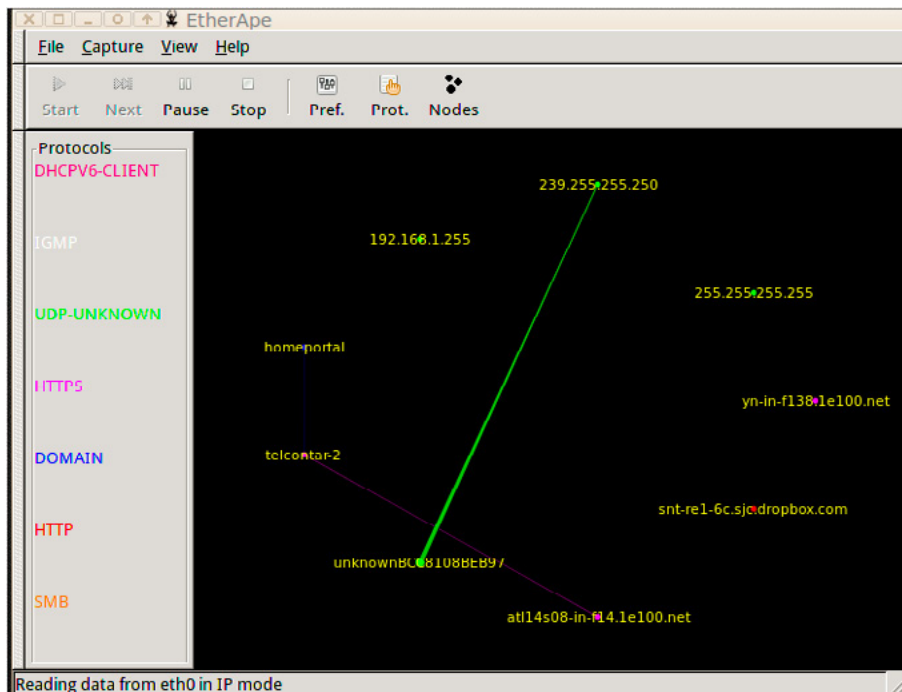 EtherApe
File Capture View Help
Start Next Pause Stop Pref. Prot. Nodes
Protocols
DHCPV6-CLIENT
IGMP
UDP-UNKNOWN
HTTPS
DOMAIN
HTTP
SMB
239.255.255.250
192.168.1.255
255.255.255.255
homeportal
yn-in-f138.1e100.net
telcontar-2
snt-re1-6c.sjc.dropbox.com
atl14s08-in-f14.1e100.net
Reading data from eth0 in IP mode